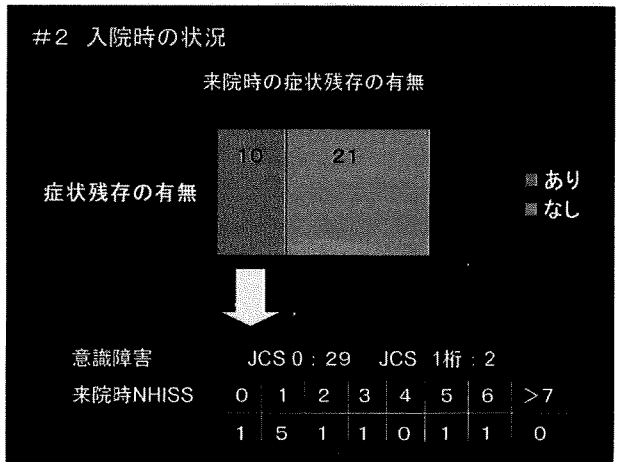 #2 入院時の状況
来院時の症状残存の有無
10 21
症状残存の有無
あり
なし
意識障害 JCS 0 : 29 JCS 1桁 : 2
来院時NHISS 0 1 2 3 4 5 6 >7
1 5 1 1 0 1 1 0